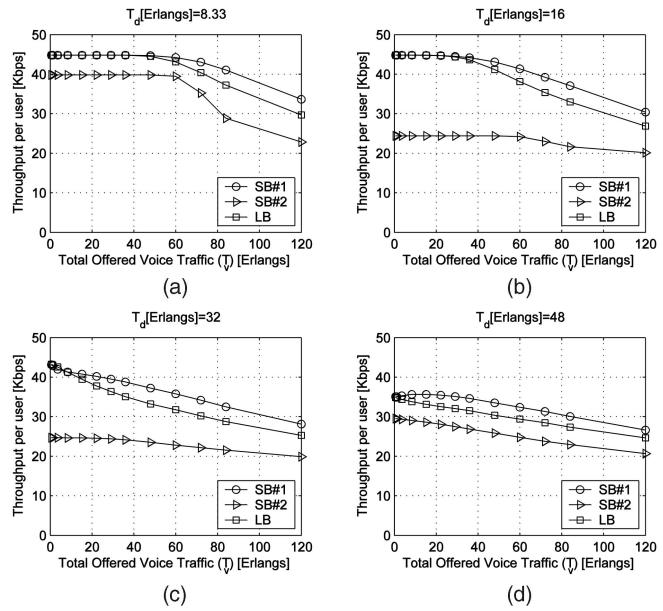 T_d[Erlangs]=8.33
50
40
30
20
10
0
0 20 40 60 80 100 120
Throughput per user [Kbps]
Total Offered Voice Traffic (T_v) [Erlangs]
SB#1
SB#2
LB
(a)
T_d[Erlangs]=16
50
40
30
20
10
0
0 20 40 60 80 100 120
Throughput per user [Kbps]
Total Offered Voice Traffic (T_v) [Erlangs]
SB#1
SB#2
LB
(b)
T_d[Erlangs]=32
50
40
30
20
10
0
0 20 40 60 80 100 120
Throughput per user [Kbps]
Total Offered Voice Traffic (T_v) [Erlangs]
SB#1
SB#2
LB
(c)
T_d[Erlangs]=48
50
40
30
20
10
0
0 20 40 60 80 100 120
Throughput per user [Kbps]
Total Offered Voice Traffic (T_v) [Erlangs]
SB#1
SB#2
LB
(d)